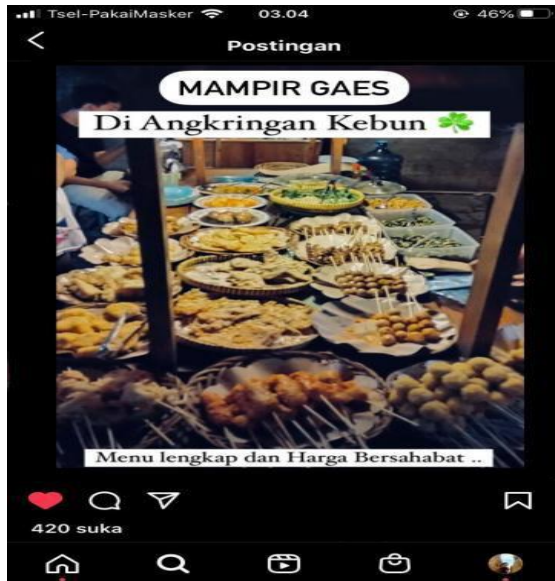 Tsel-PakaiMasker 03.04 46%
Postingan
MAMPIR GAES
Di Angkringan Kebun
Menu lengkap dan Harga Bersahabat ..
420 suka